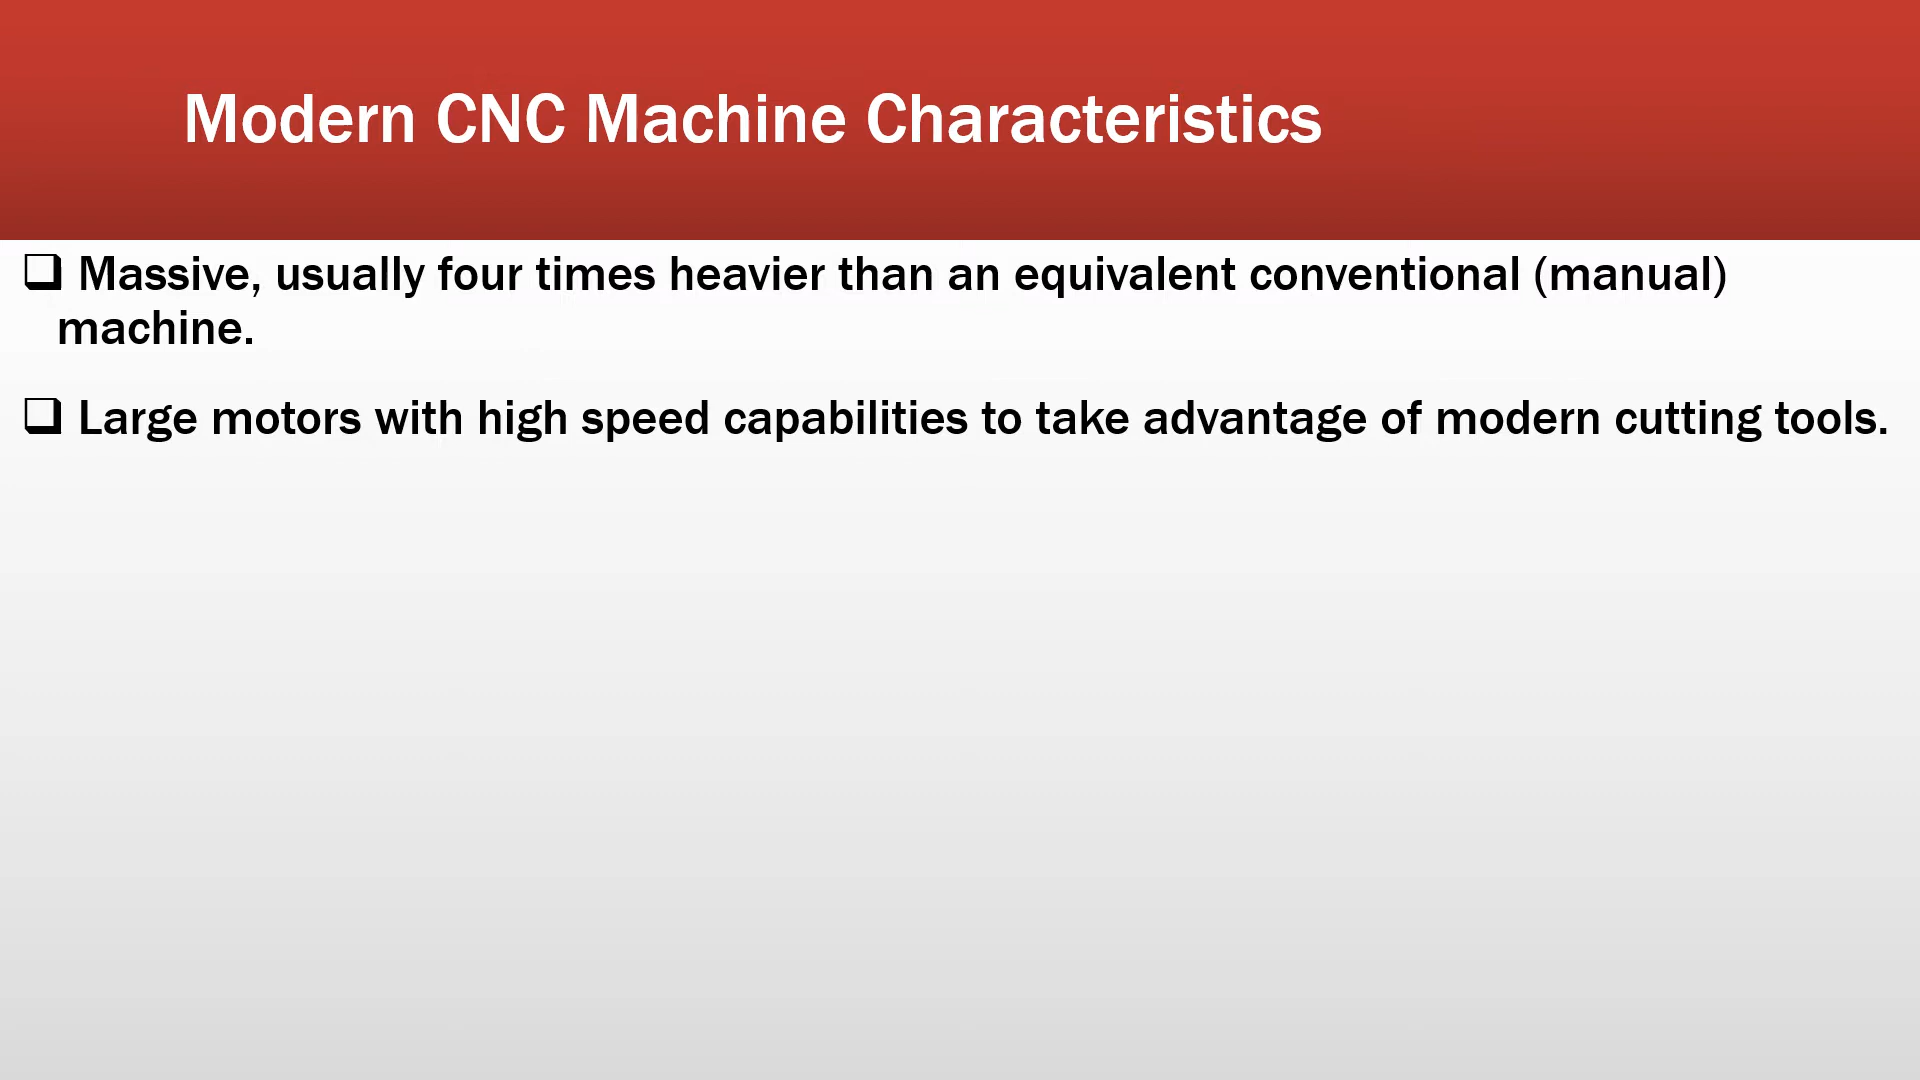 Modern CNC Machine Characteristics
❑ Massive, usually four times heavier than an equivalent conventional (manual)
machine.
❑ Large motors with high speed capabilities to take advantage of modern cutting tools.